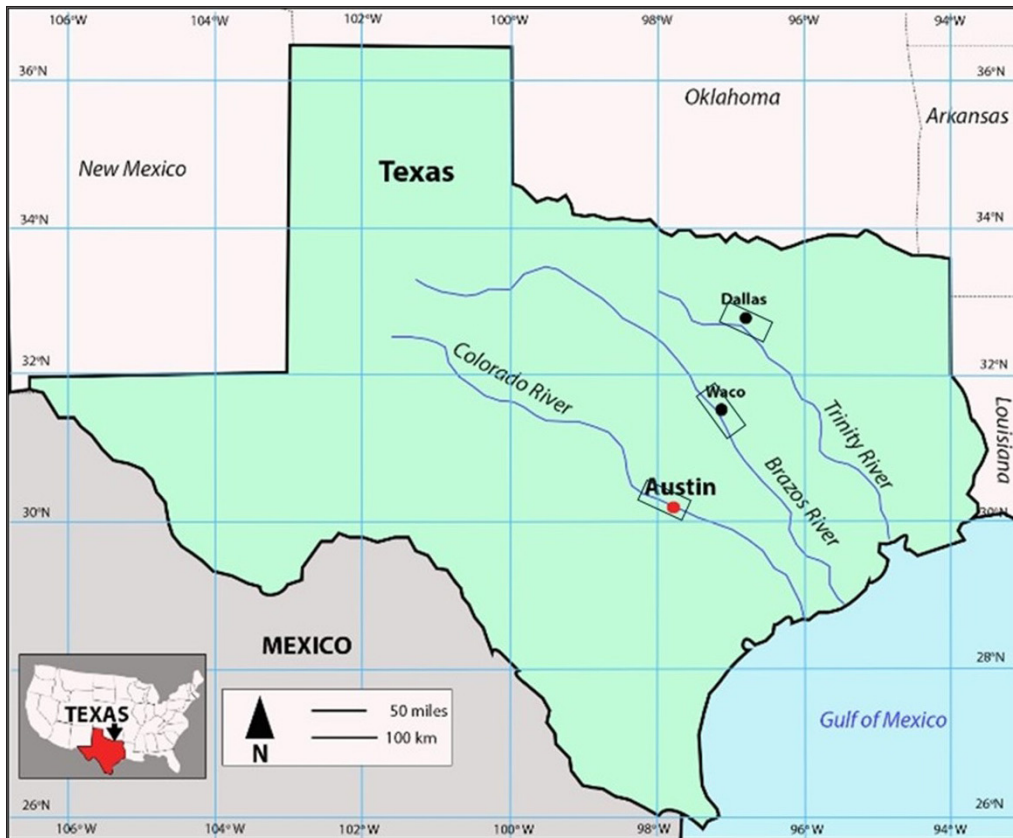 106°W 104°W 102°W 100°W 98°W 96°W 94°W
36°N 36°N
Oklahoma
Arkansas
New Mexico
Texas
34°N 34°N
Dallas
32°N 32°N
Colorado River
Waco
Trinity River
Louisiana
Brazos River
Austin
30°N 30°N
MEXICO
28°N
TEXAS
50 miles
100 km
N
Gulf of Mexico
26°N 26°N
106°W 104°W 102°W 100°W 98°W 96°W 94°W